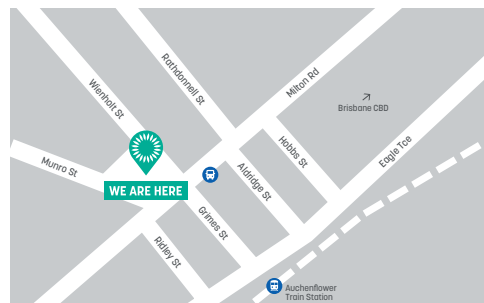 Rathdonnell St
Wienholt St
Milton Rd
Brisbane CBD
Hobbs St
Eagle Tce
Munro St
Aldridge St
WE ARE HERE
Grimes St
Ridley St
Auchenflower
Train Station